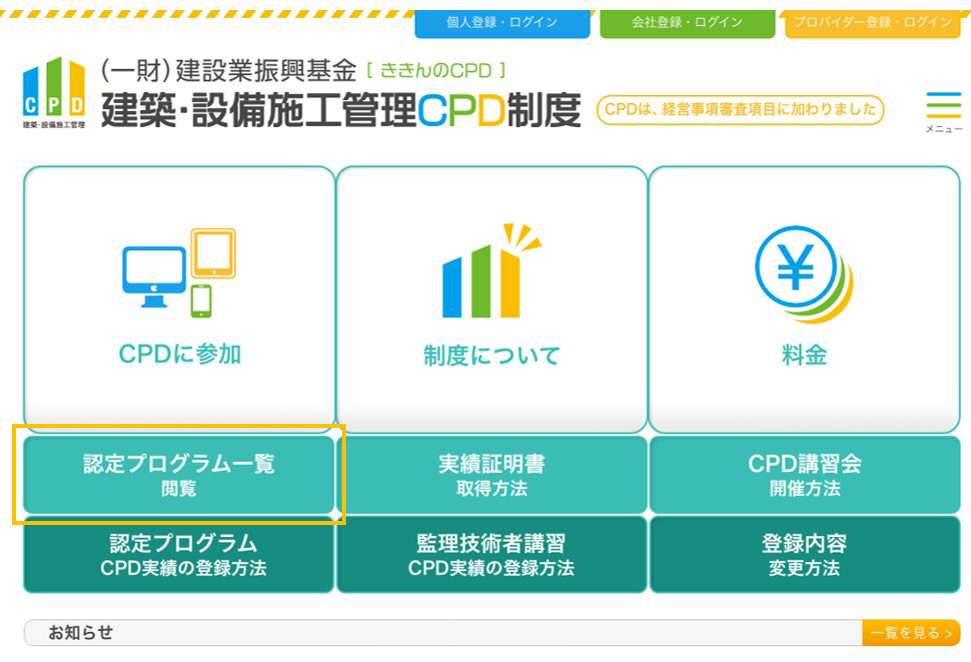 個人登録・ログイン
会社登録・ログイン
プロバイダー登録・ログイン
CPD
建築・設備施工管理
(一財)建設業振興基金 [ ききんのCPD ]
建築・設備施工管理CPD制度
CPDは、経営事項審査項目に加わりました
メニュー
CPDに参加
制度について
料金
認定プログラム一覧
閲覧
実績証明書
取得方法
CPD講習会
開催方法
認定プログラム
CPD実績の登録方法
監理技術者講習
CPD実績の登録方法
登録内容
変更方法
お知らせ
一覧を見る >